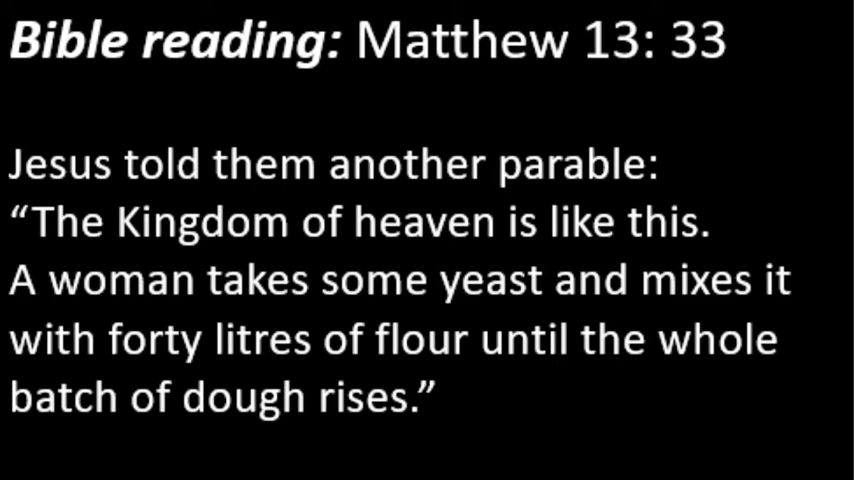 Bible reading: Matthew 13: 33
Jesus told them another parable:
“The Kingdom of heaven is like this.
A woman takes some yeast and mixes it
with forty litres of flour until the whole
batch of dough rises.”